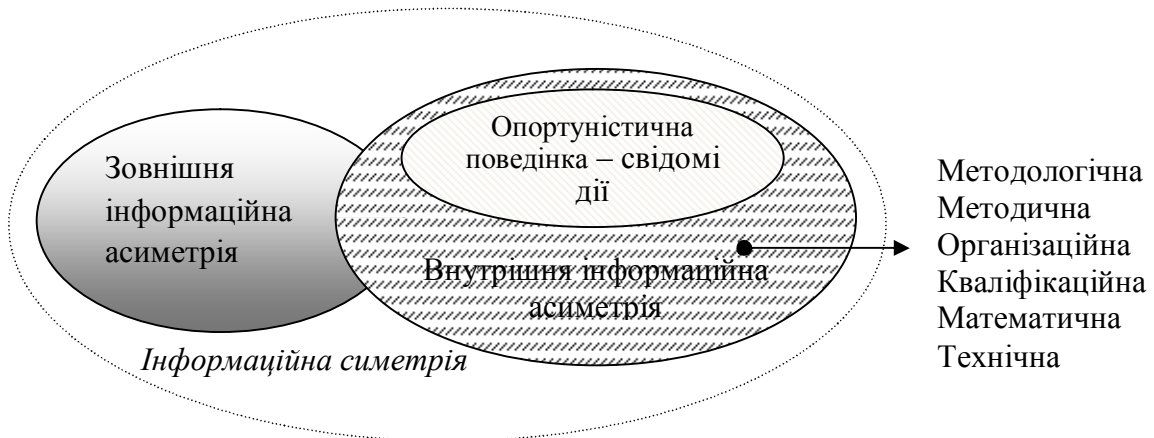 Опортуністична
поведінка – свідомі
дії
Зовнішня
інформаційна
асиметрія
Внутрішня інформаційна
асиметрія
Інформаційна симетрія
Методологічна
Методична
Організаційна
Кваліфікаційна
Математична
Технічна